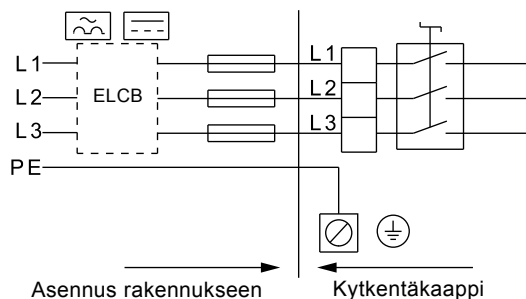 L1
L2
L3
PE
ELCB
L1
L2
L3
Asennus rakennukseen
Kytkentäkaappi